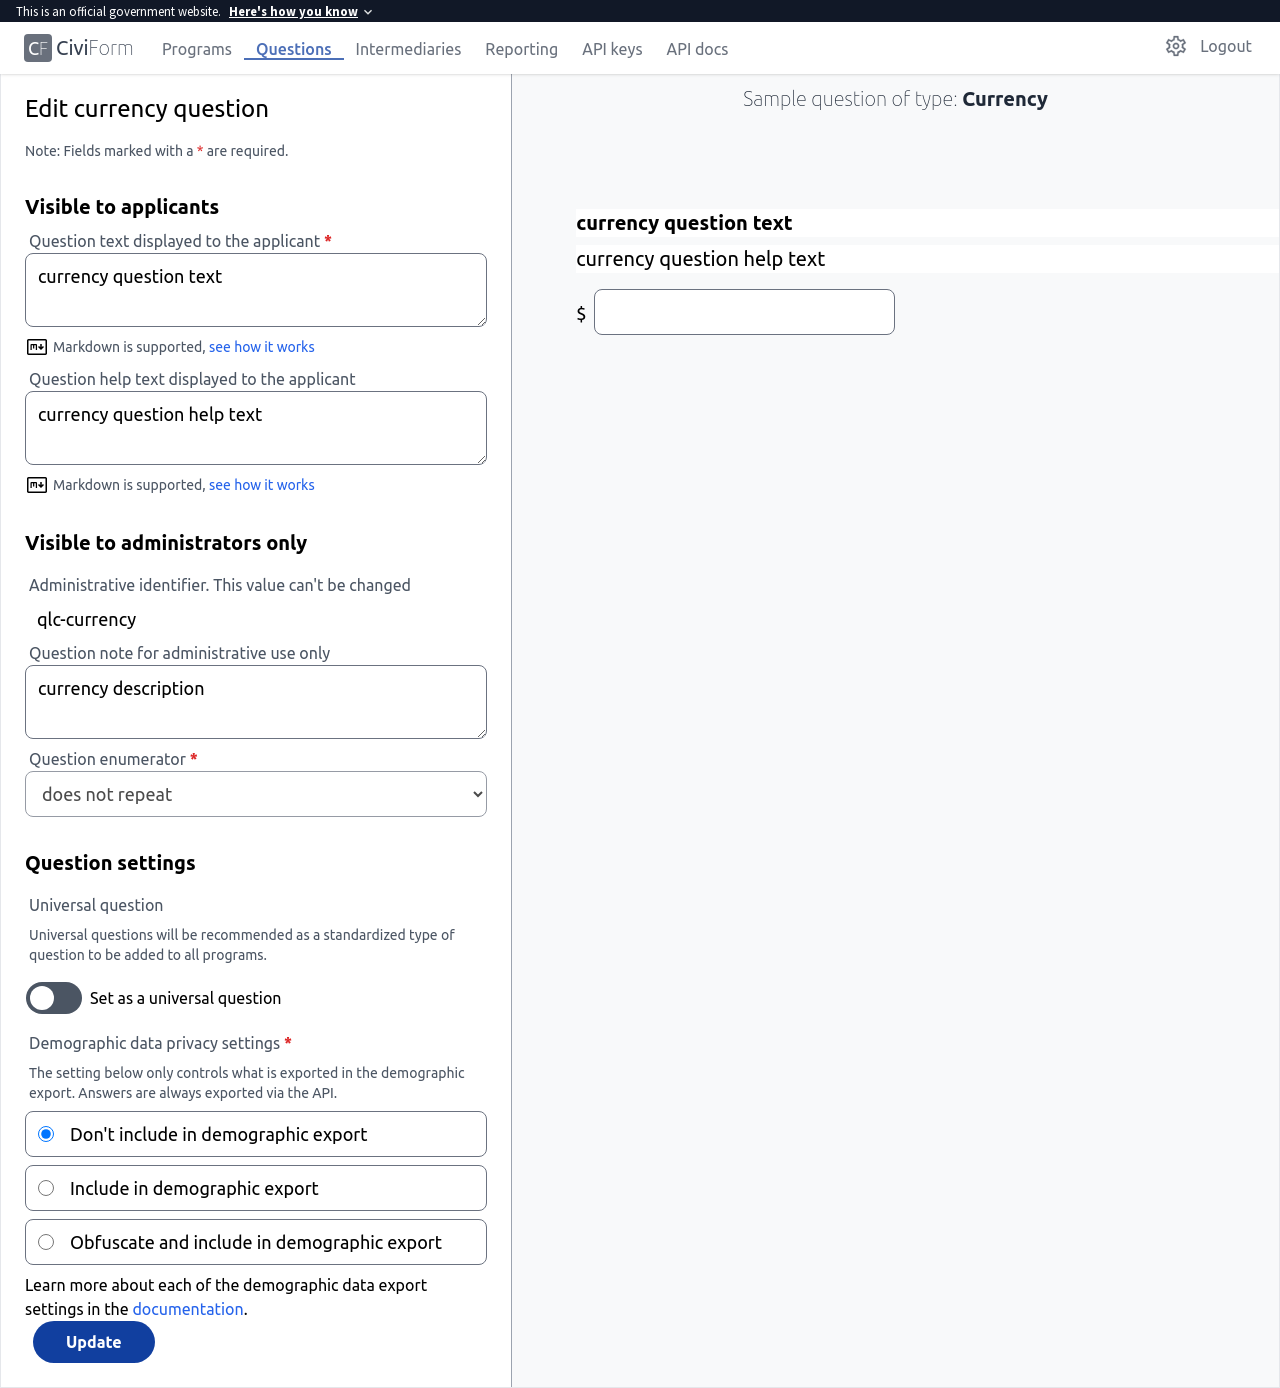 This is an official government website. Here's how you know
CF CiviForm Programs Questions Intermediaries Reporting API keys API docs Logout
Edit currency question
Note: Fields marked with a * are required.
Visible to applicants
Question text displayed to the applicant *
currency question text
Markdown is supported, see how it works
Question help text displayed to the applicant
currency question help text
Markdown is supported, see how it works
Visible to administrators only
Administrative identifier. This value can't be changed
qlc-currency
Question note for administrative use only
currency description
Question enumerator *
does not repeat
Question settings
Universal question
Universal questions will be recommended as a standardized type of
question to be added to all programs.
Set as a universal question
Demographic data privacy settings *
The setting below only controls what is exported in the demographic
export. Answers are always exported via the API.
Don't include in demographic export
Include in demographic export
Obfuscate and include in demographic export
Learn more about each of the demographic data export
settings in the documentation.
Update
Sample question of type: Currency
currency question text
currency question help text
$